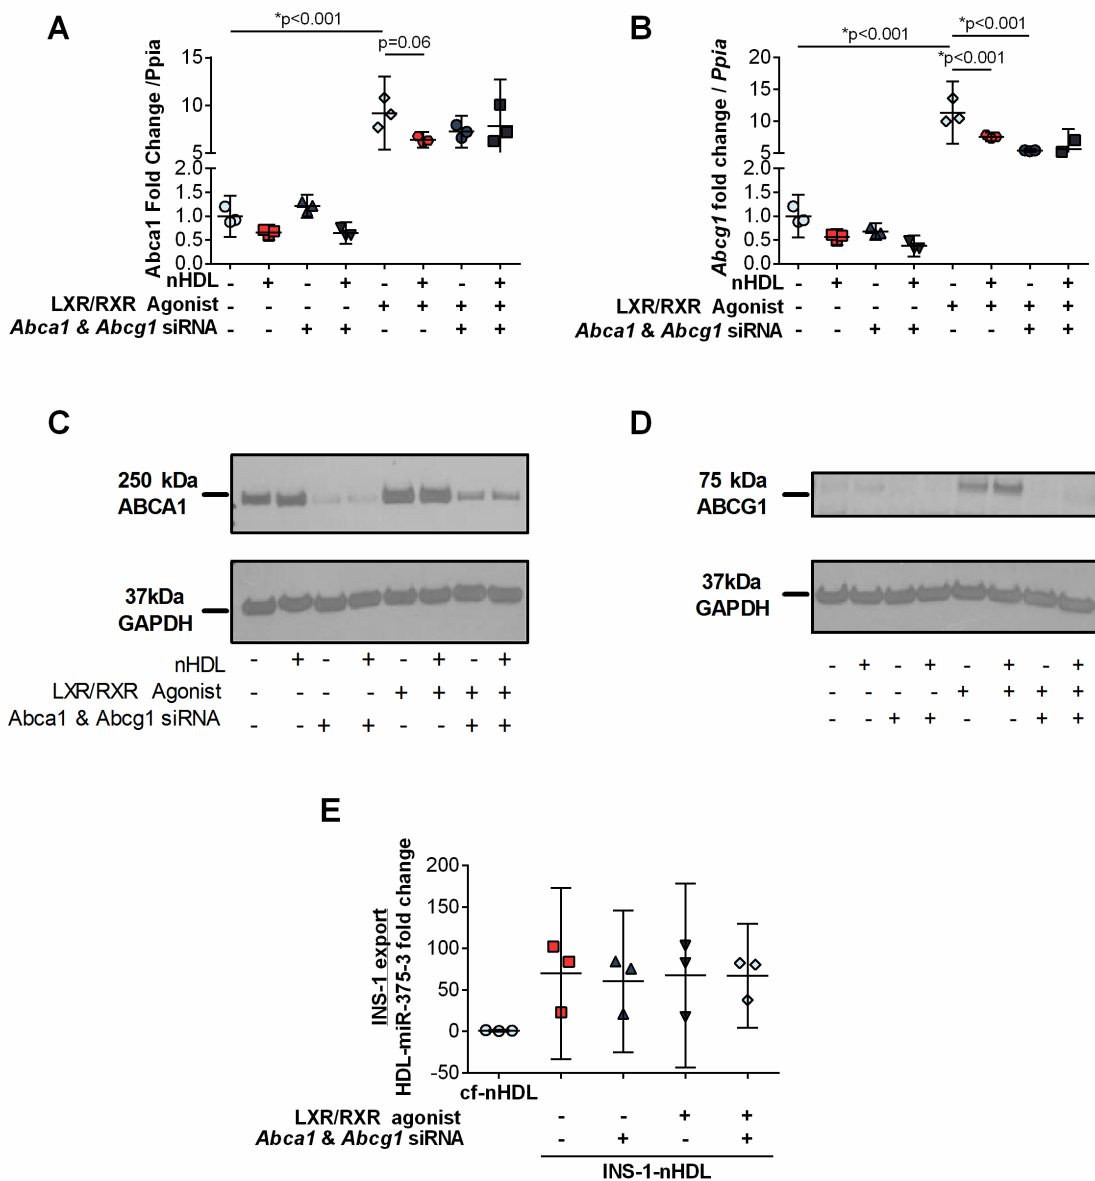 A
*p<0.001
p=0.06
Abca1 Fold Change /Ppia
15
10
5
2.0
1.5
1.0
0.5
0.0
nHDL - + - + - + - +
LXR/RXR Agonist - - - - + + + +
Abca1 & Abcg1 siRNA - - + + - - + +
B
*p<0.001
*p<0.001
*p<0.001
Abcg1 fold change / Ppia
20
15
10
5
2.0
1.5
1.0
0.5
0.0
nHDL - + - + - + - +
LXR/RXR Agonist - - - - + + + +
Abca1 & Abcg1 siRNA - - + + - - + +
C
250 kDa
ABCA1
37kDa
GAPDH
nHDL - + - + - + - +
LXR/RXR Agonist - - - - + + + +
Abca1 & Abcg1 siRNA - - + + - - + +
D
75 kDa
ABCG1
37kDa
GAPDH
- + - + - + - +
- - - - + + + +
- - + + - - + +
E
INS-1 export
HDL-miR-375-3 fold change
200
150
100
50
0
-50
cf-nHDL
LXR/RXR agonist - - + +
Abca1 & Abcg1 siRNA - + - +
INS-1-nHDL